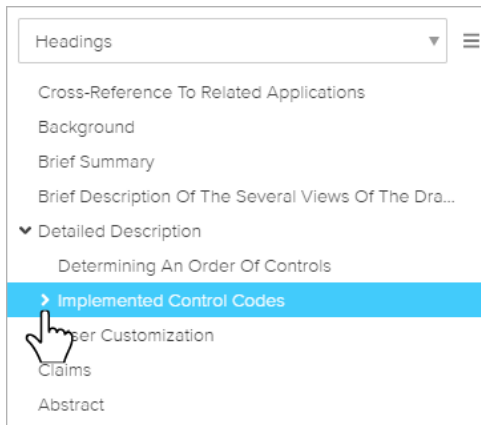 Headings
Cross-Reference To Related Applications
Background
Brief Summary
Brief Description Of The Several Views Of The Dra...
Detailed Description
Determining An Order Of Controls
Implemented Control Codes
ser Customization
Claims
Abstract